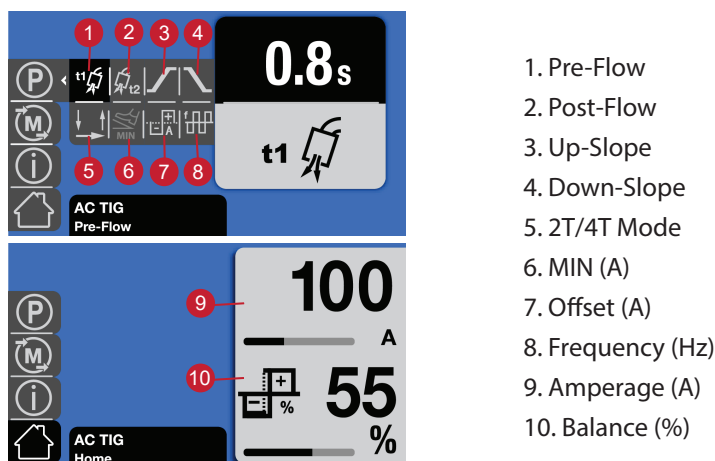 1 2 3 4
0.8 s
P t1 t2
M MIN A f
5 6 7 8
i t1
AC TIG
Pre-Flow
100
9
A
P
M
10 + 55
- %
i %
AC TIG
Home
1. Pre-Flow
2. Post-Flow
3. Up-Slope
4. Down-Slope
5. 2T/4T Mode
6. MIN (A)
7. Offset (A)
8. Frequency (Hz)
9. Amperage (A)
10. Balance (%)